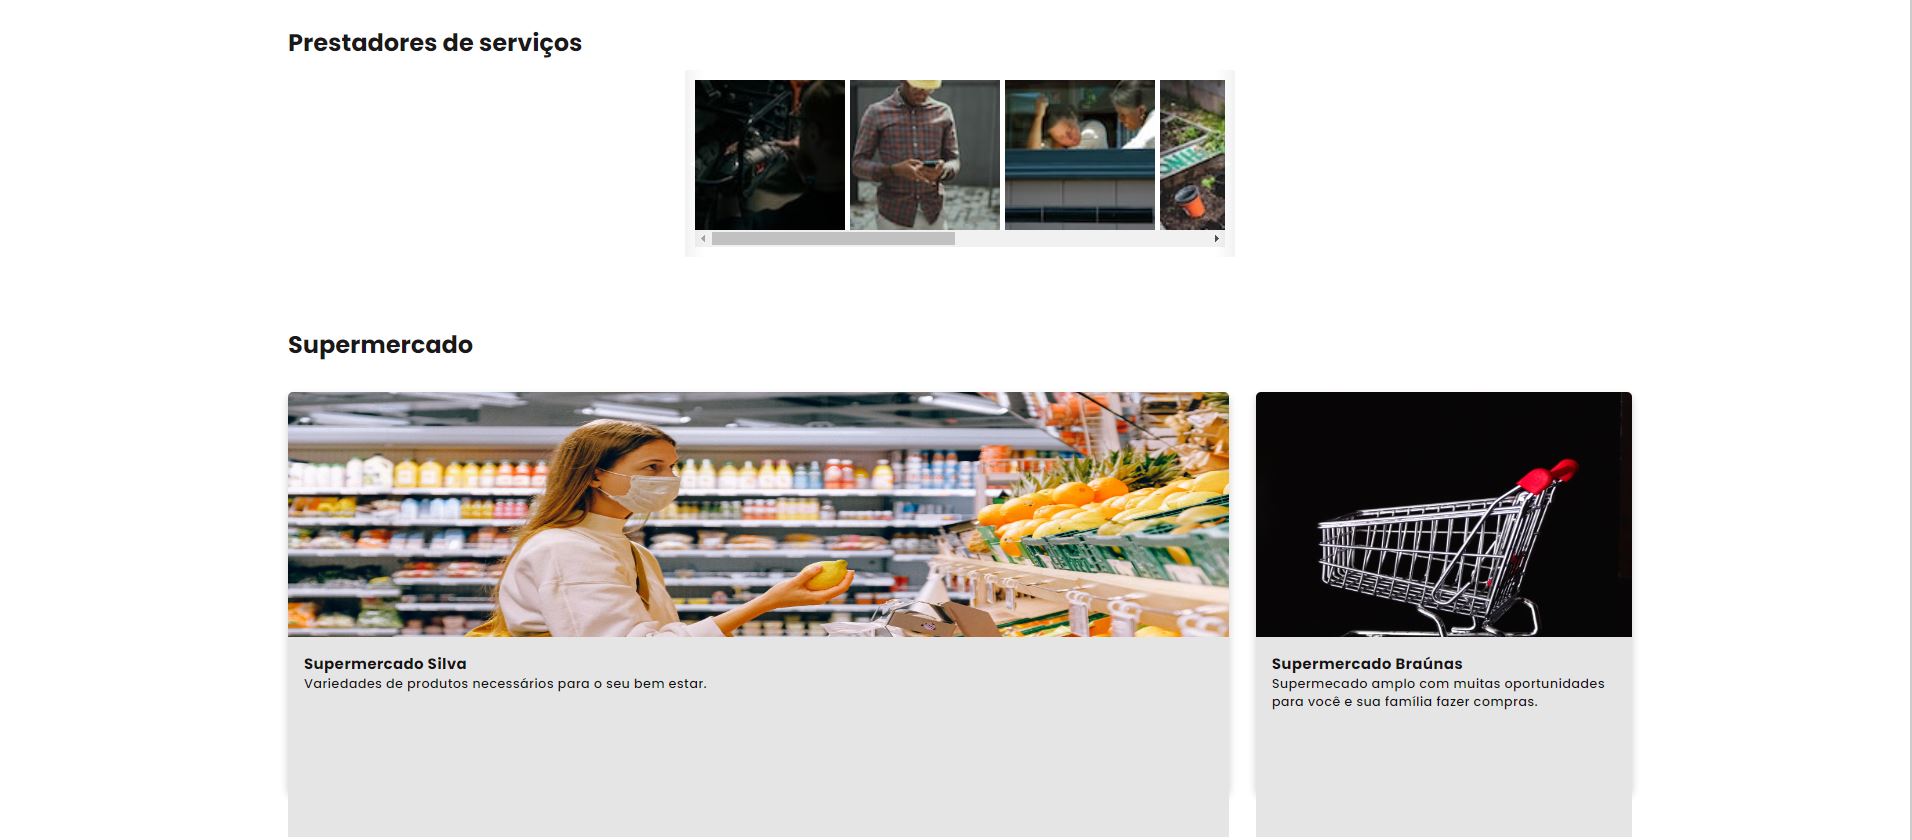 Prestadores de serviços
Supermercado
Supermercado Silva
Variedades de produtos necessários para o seu bem estar.
Supermercado Braúnas
Supermecado amplo com muitas oportunidades
para você e sua família fazer compras.